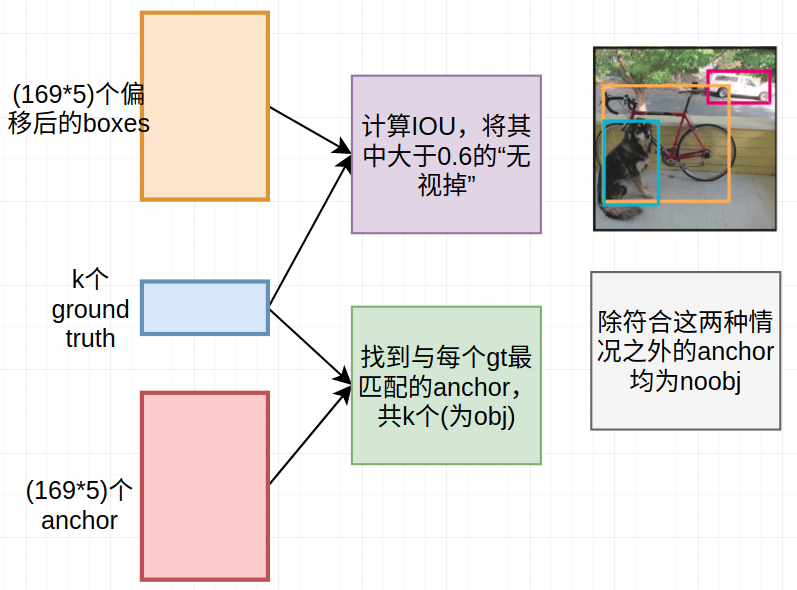 (169*5)个偏
移后的boxes
计算IOU，将其
中大于0.6的“无
视掉”
k个
ground
truth
找到与每个gt最
匹配的anchor，
共k个(为obj)
除符合这两种情
况之外的anchor
均为noobj
(169*5)个
anchor